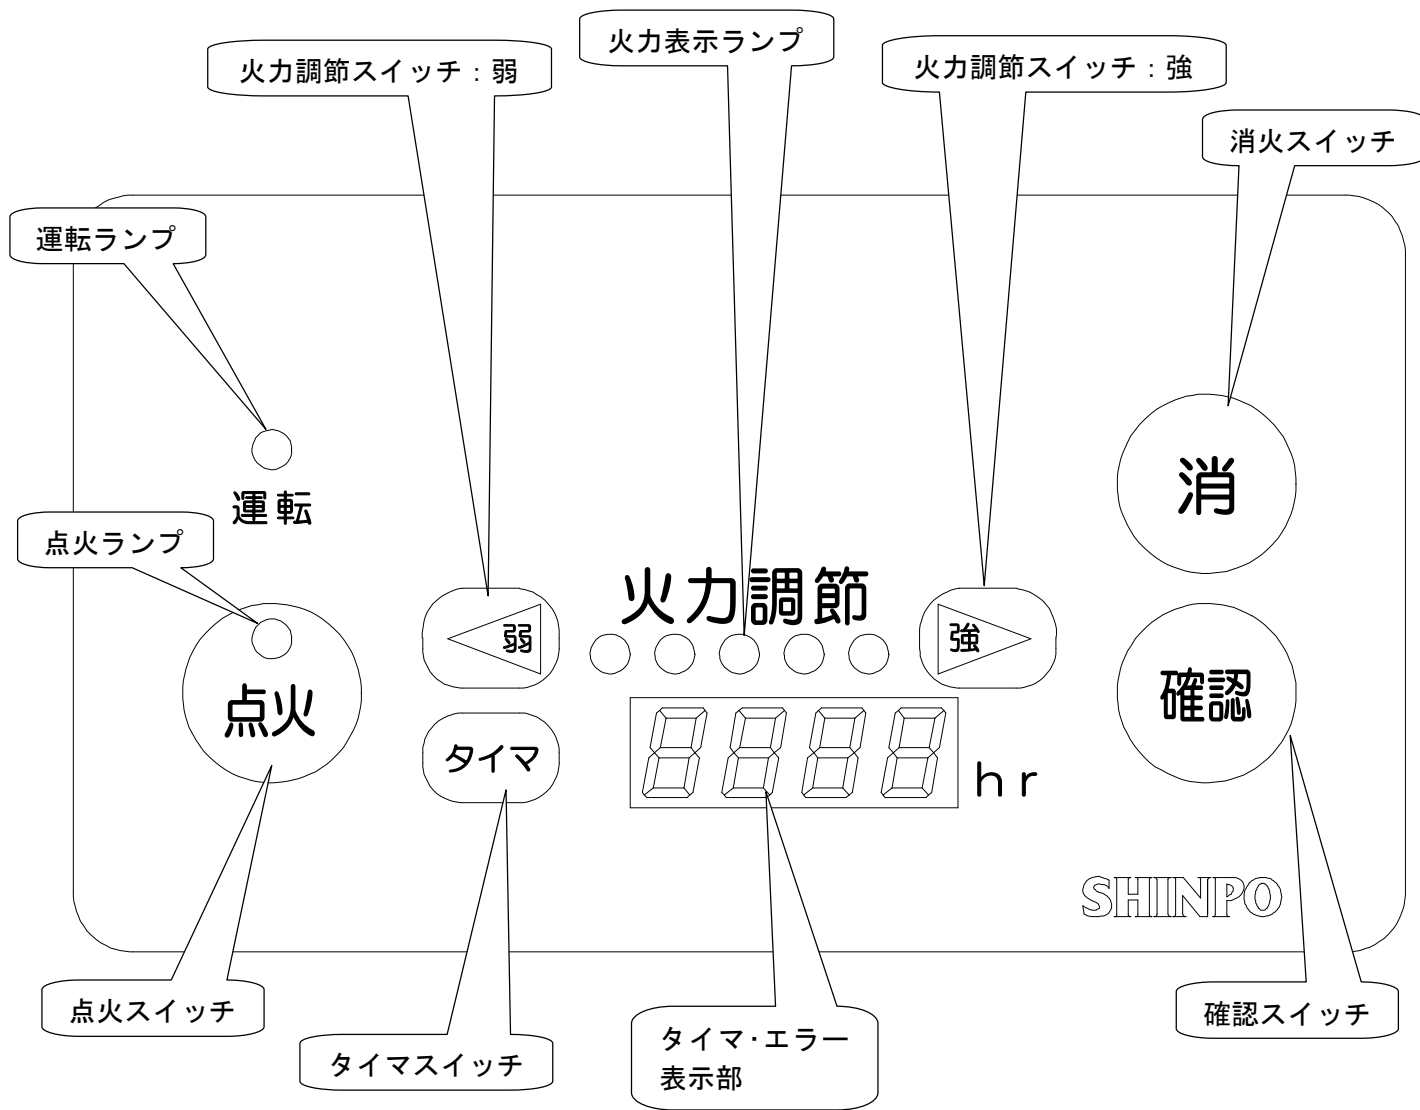 火力表示ランプ
火力調節スイッチ：弱
火力調節スイッチ：強
消火スイッチ
運転ランプ
消
運転
点火ランプ
火力調節
弱
強
点火
確認
タイマ
8888
hr
SHINPO
点火スイッチ
確認スイッチ
タイマスイッチ
タイマ・エラー
表示部